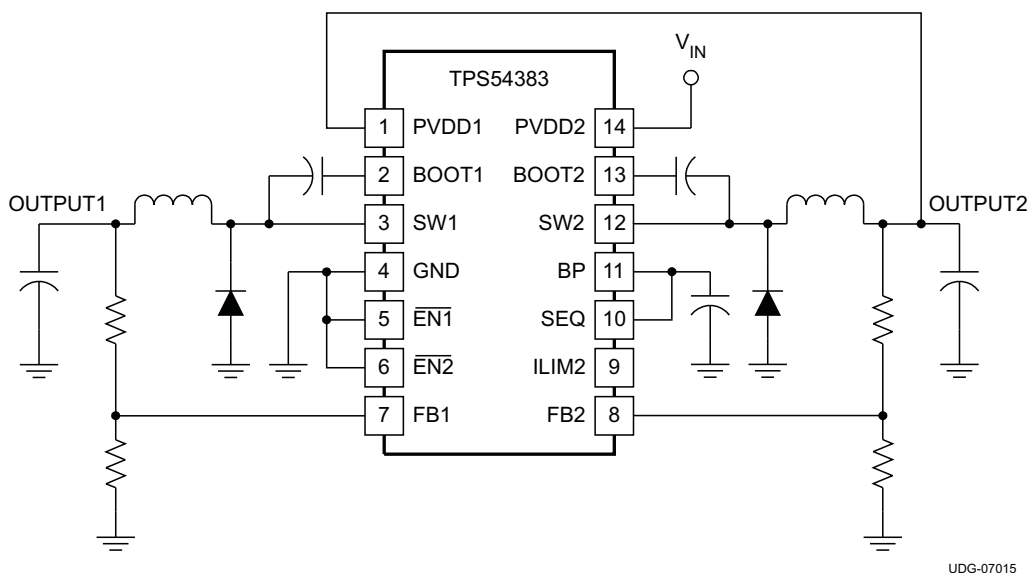 V_IN
TPS54383
1 PVDD1 PVDD2 14
2 BOOT1 BOOT2 13
OUTPUT1 OUTPUT2
3 SW1 SW2 12
4 GND BP 11
5 EN1 SEQ 10
6 EN2 ILIM2 9
7 FB1 FB2 8
UDG-07015